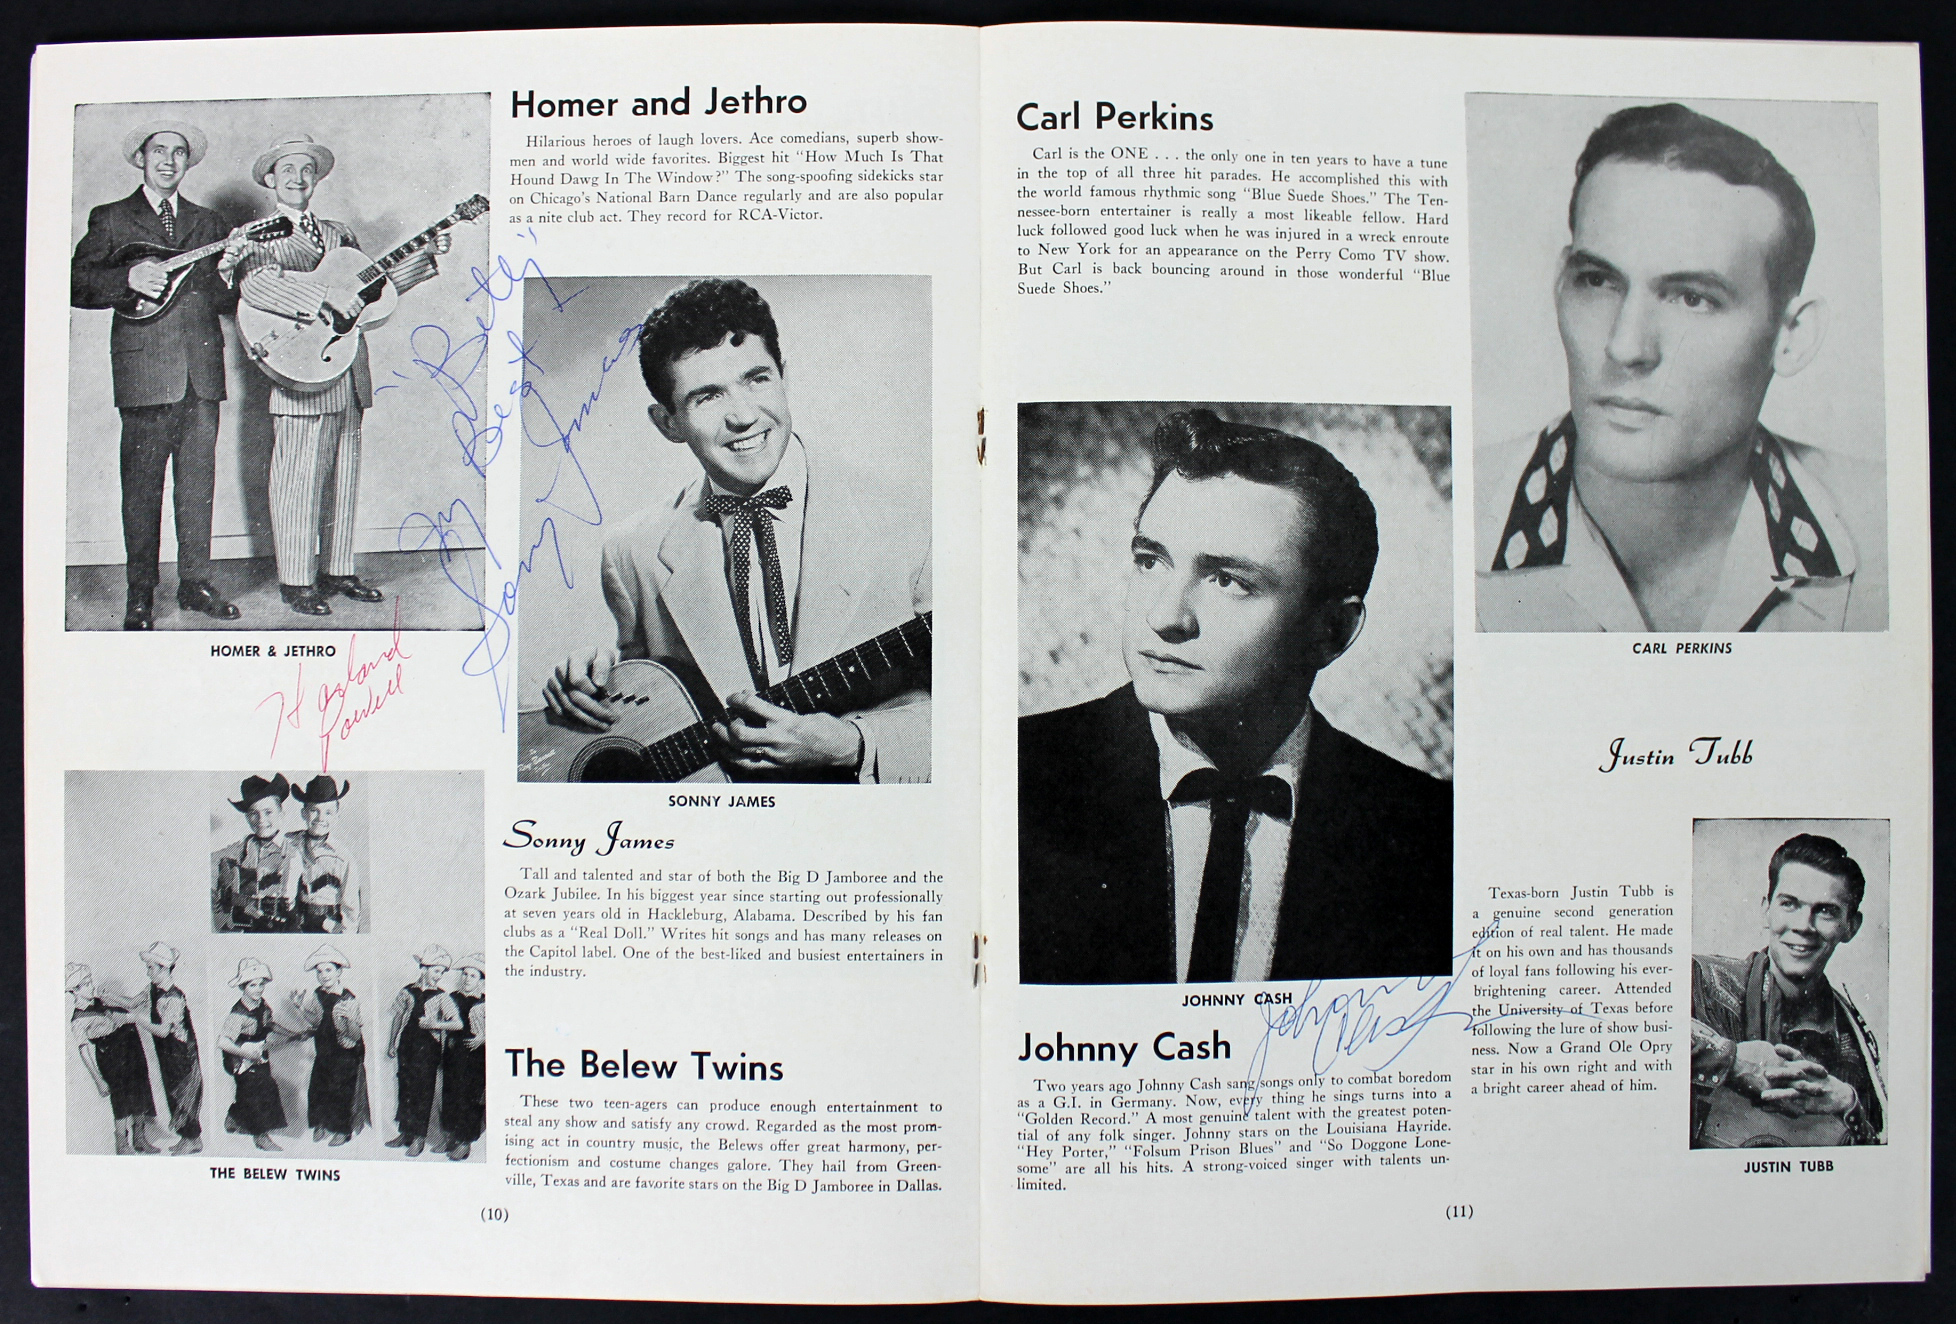 Homer and Jethro
Hilarious heroes of laugh lovers. Ace comedians, superb show-
men and world wide favorites. Biggest hit "How Much Is That
Hound Dawg In The Window?" The song-spoofing sidekicks star
on Chicago's National Barn Dance regularly and are also popular
as a nite club act. They record for RCA-Victor.
HOMER & JETHRO
"Betty"
My
Best
Sonny James
Harland
Powell
SONNY JAMES
Sonny James
Tall and talented and star of both the Big D Jamboree and the
Ozark Jubilee. In his biggest year since starting out professionally
at seven years old in Hackleburg, Alabama. Described by his fan
clubs as a "Real Doll." Writes hit songs and has many releases on
the Capitol label. One of the best-liked and busiest entertainers in
the industry.
The Belew Twins
These two teen-agers can produce enough entertainment to
steal any show and satisfy any crowd. Regarded as the most prom-
ising act in country music, the Belews offer great harmony, per-
fectionism and costume changes galore. They hail from Green-
ville, Texas and are favorite stars on the Big D Jamboree in Dallas.
THE BELEW TWINS
(10)
Carl Perkins
Carl is the ONE . . . the only one in ten years to have a tune
in the top of all three hit parades. He accomplished this with
the world famous rhythmic song "Blue Suede Shoes." The Ten-
nessee-born entertainer is really a most likeable fellow. Hard
luck followed good luck when he was injured in a wreck enroute
to New York for an appearance on the Perry Como TV show.
But Carl is back bouncing around in those wonderful "Blue
Suede Shoes."
CARL PERKINS
JOHNNY CASH
Johnny
Cash
Johnny Cash
Two years ago Johnny Cash sang songs only to combat boredom
as a G.I. in Germany. Now, every thing he sings turns into a
"Golden Record." A most genuine talent with the greatest poten-
tial of any folk singer. Johnny stars on the Louisiana Hayride.
"Hey Porter," "Folsum Prison Blues" and "So Doggone Lone-
some" are all his hits. A strong-voiced singer with talents un-
limited.
Justin Tubb
Texas-born Justin Tubb is
a genuine second generation
edition of real talent. He made
it on his own and has thousands
of loyal fans following his ever-
brightening career. Attended
the University of Texas before
following the lure of show busi-
ness. Now a Grand Ole Opry
star in his own right and with
a bright career ahead of him.
JUSTIN TUBB
(11)